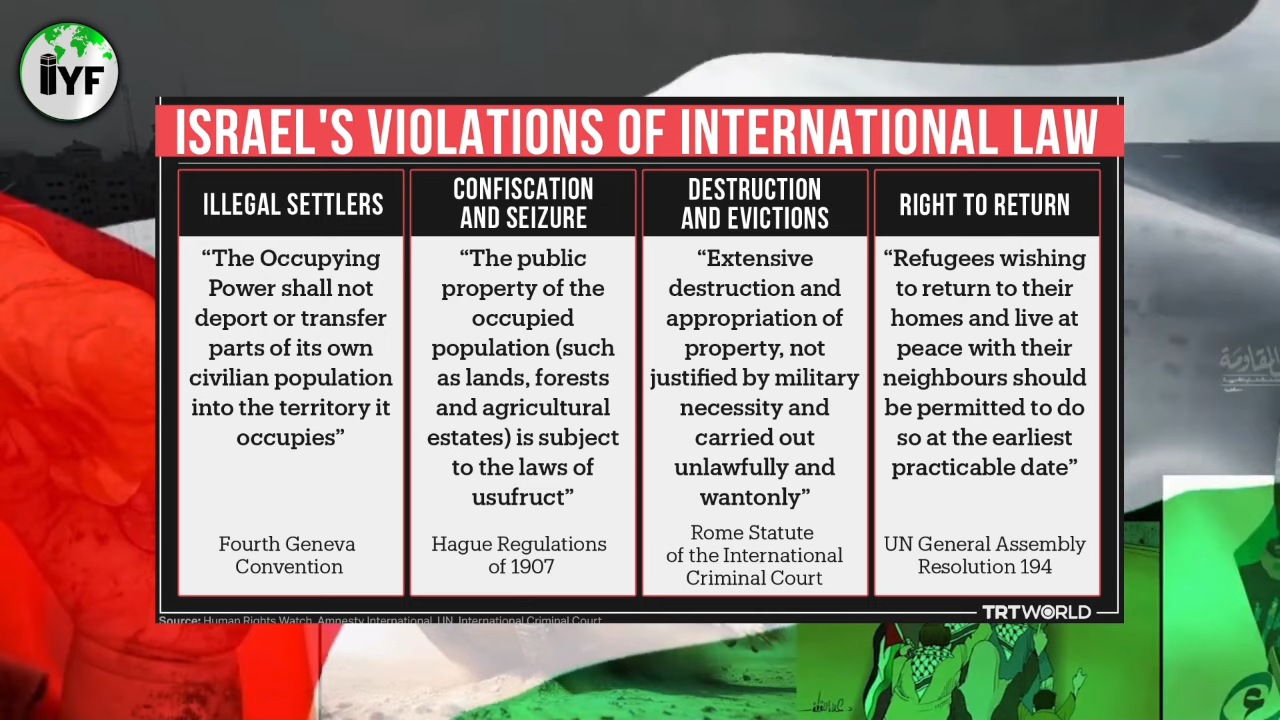 IYF
ISRAEL'S VIOLATIONS OF INTERNATIONAL LAW
ILLEGAL SETTLERS
“The Occupying
Power shall not
deport or transfer
parts of its own
civilian population
into the territory it
occupies”
Fourth Geneva
Convention
CONFISCATION
AND SEIZURE
“The public
property of the
occupied
population (such
as lands, forests
and agricultural
estates) is subject
to the laws of
usufruct”
Hague Regulations
of 1907
DESTRUCTION
AND EVICTIONS
“Extensive
destruction and
appropriation of
property, not
justified by military
necessity and
carried out
unlawfully and
wantonly”
Rome Statute
of the International
Criminal Court
RIGHT TO RETURN
“Refugees wishing
to return to their
homes and live at
peace with their
neighbours should
be permitted to do
so at the earliest
practicable date”
UN General Assembly
Resolution 194
TRTWORLD
Source: Human Rights Watch, Amnesty International, UN, International Criminal Court